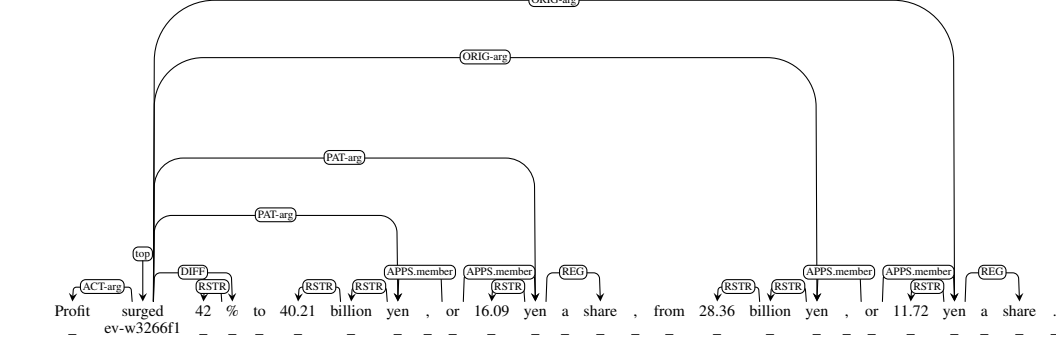 ORIG-arg
ORIG-arg
PAT-arg
PAT-arg
top
DIFF APPS.member APPS.member REG APPS.member APPS.member REG
ACT-arg RSTR RSTR RSTR RSTR RSTR RSTR RSTR
Profit surged 42 % to 40.21 billion yen , or 16.09 yen a share , from 28.36 billion yen , or 11.72 yen a share .
_ ev-w3266f1 _ _ _ _ _ _ _ _ _ _ _ _ _ _ _ _ _ _ _ _ _ _ _